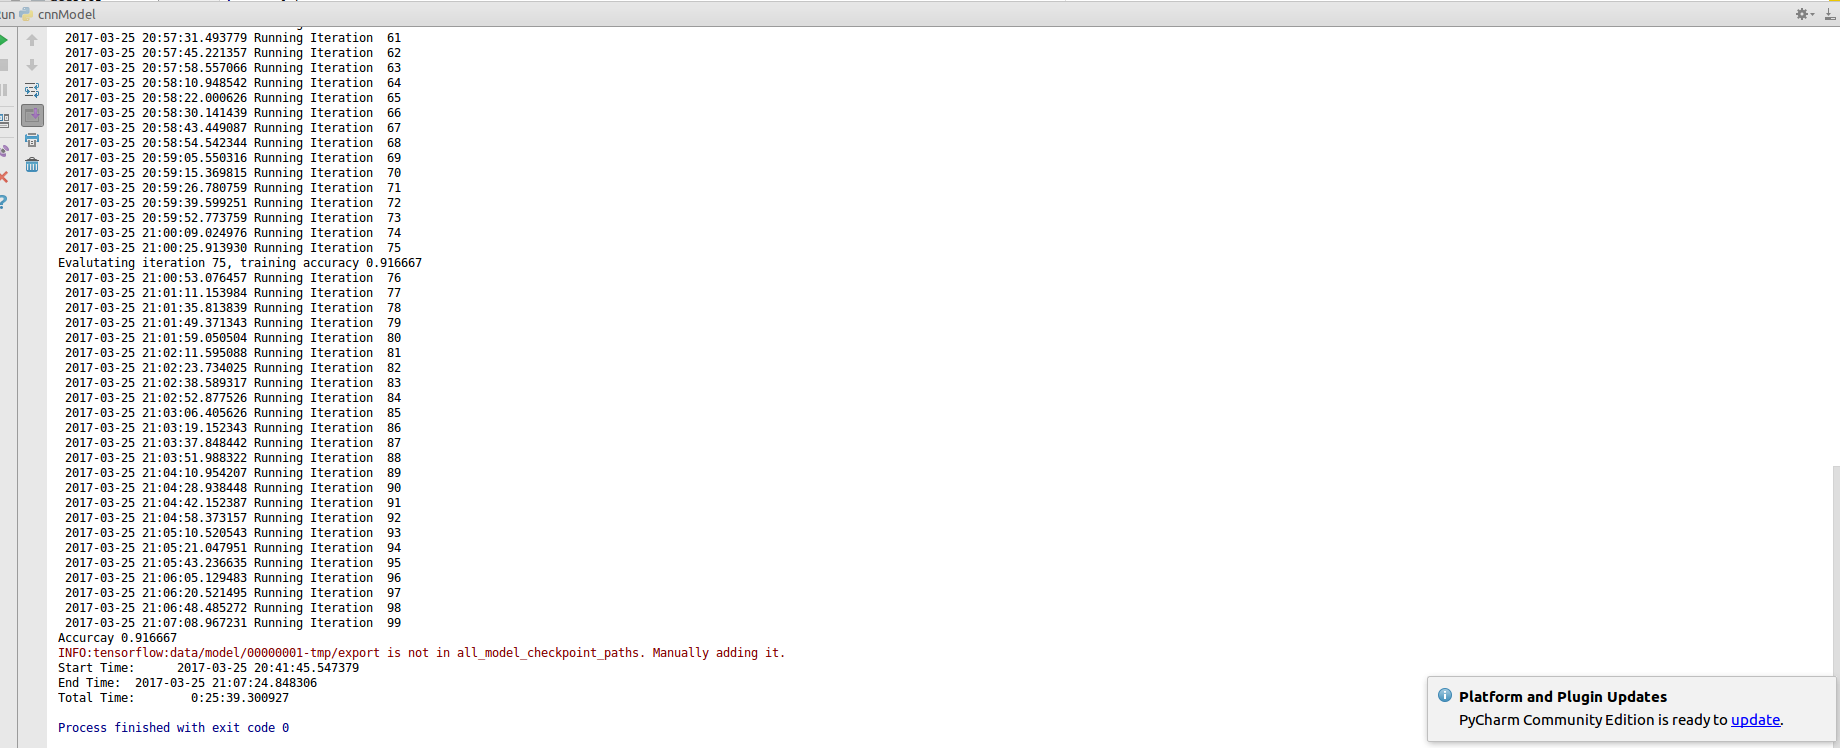 un cnnModel
2017-03-25 20:57:31.493779 Running Iteration  61
2017-03-25 20:57:45.221357 Running Iteration  62
2017-03-25 20:57:58.557066 Running Iteration  63
2017-03-25 20:58:10.948542 Running Iteration  64
2017-03-25 20:58:22.000626 Running Iteration  65
2017-03-25 20:58:30.141439 Running Iteration  66
2017-03-25 20:58:43.449087 Running Iteration  67
2017-03-25 20:58:54.542344 Running Iteration  68
2017-03-25 20:59:05.550316 Running Iteration  69
2017-03-25 20:59:15.369815 Running Iteration  70
2017-03-25 20:59:26.780759 Running Iteration  71
2017-03-25 20:59:39.599251 Running Iteration  72
2017-03-25 20:59:52.773759 Running Iteration  73
2017-03-25 21:00:09.024976 Running Iteration  74
2017-03-25 21:00:25.913930 Running Iteration  75
Evalutating iteration 75, training accuracy 0.916667
2017-03-25 21:00:53.076457 Running Iteration  76
2017-03-25 21:01:11.153984 Running Iteration  77
2017-03-25 21:01:35.813839 Running Iteration  78
2017-03-25 21:01:49.371343 Running Iteration  79
2017-03-25 21:01:59.050504 Running Iteration  80
2017-03-25 21:02:11.595088 Running Iteration  81
2017-03-25 21:02:23.734025 Running Iteration  82
2017-03-25 21:02:38.589317 Running Iteration  83
2017-03-25 21:02:52.877526 Running Iteration  84
2017-03-25 21:03:06.405626 Running Iteration  85
2017-03-25 21:03:19.152343 Running Iteration  86
2017-03-25 21:03:37.848442 Running Iteration  87
2017-03-25 21:03:51.988322 Running Iteration  88
2017-03-25 21:04:10.954207 Running Iteration  89
2017-03-25 21:04:28.938448 Running Iteration  90
2017-03-25 21:04:42.152387 Running Iteration  91
2017-03-25 21:04:58.373157 Running Iteration  92
2017-03-25 21:05:10.520543 Running Iteration  93
2017-03-25 21:05:21.047951 Running Iteration  94
2017-03-25 21:05:43.236635 Running Iteration  95
2017-03-25 21:06:05.129483 Running Iteration  96
2017-03-25 21:06:20.521495 Running Iteration  97
2017-03-25 21:06:48.485272 Running Iteration  98
2017-03-25 21:07:08.967231 Running Iteration  99
Accurcay 0.916667
INFO:tensorflow:data/model/00000001-tmp/export is not in all_model_checkpoint_paths. Manually adding it.
Start Time:      2017-03-25 20:41:45.547379
End Time:  2017-03-25 21:07:24.848306
Total Time:        0:25:39.300927
Process finished with exit code 0
Platform and Plugin Updates
PyCharm Community Edition is ready to update.